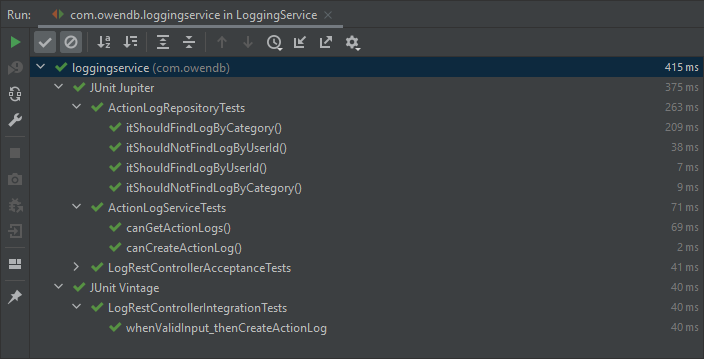 Run: com.owendb.loggingservice in LoggingService
loggingservice (com.owendb) 415 ms
JUnit Jupiter 375 ms
ActionLogRepositoryTests 263 ms
itShouldFindLogByCategory() 209 ms
itShouldNotFindLogByUserId() 38 ms
itShouldFindLogByUserId() 7 ms
itShouldNotFindLogByCategory() 9 ms
ActionLogServiceTests 71 ms
canGetActionLogs() 69 ms
canCreateActionLog() 2 ms
LogRestControllerAcceptanceTests 41 ms
JUnit Vintage 40 ms
LogRestControllerIntegrationTests 40 ms
whenValidInput_thenCreateActionLog 40 ms